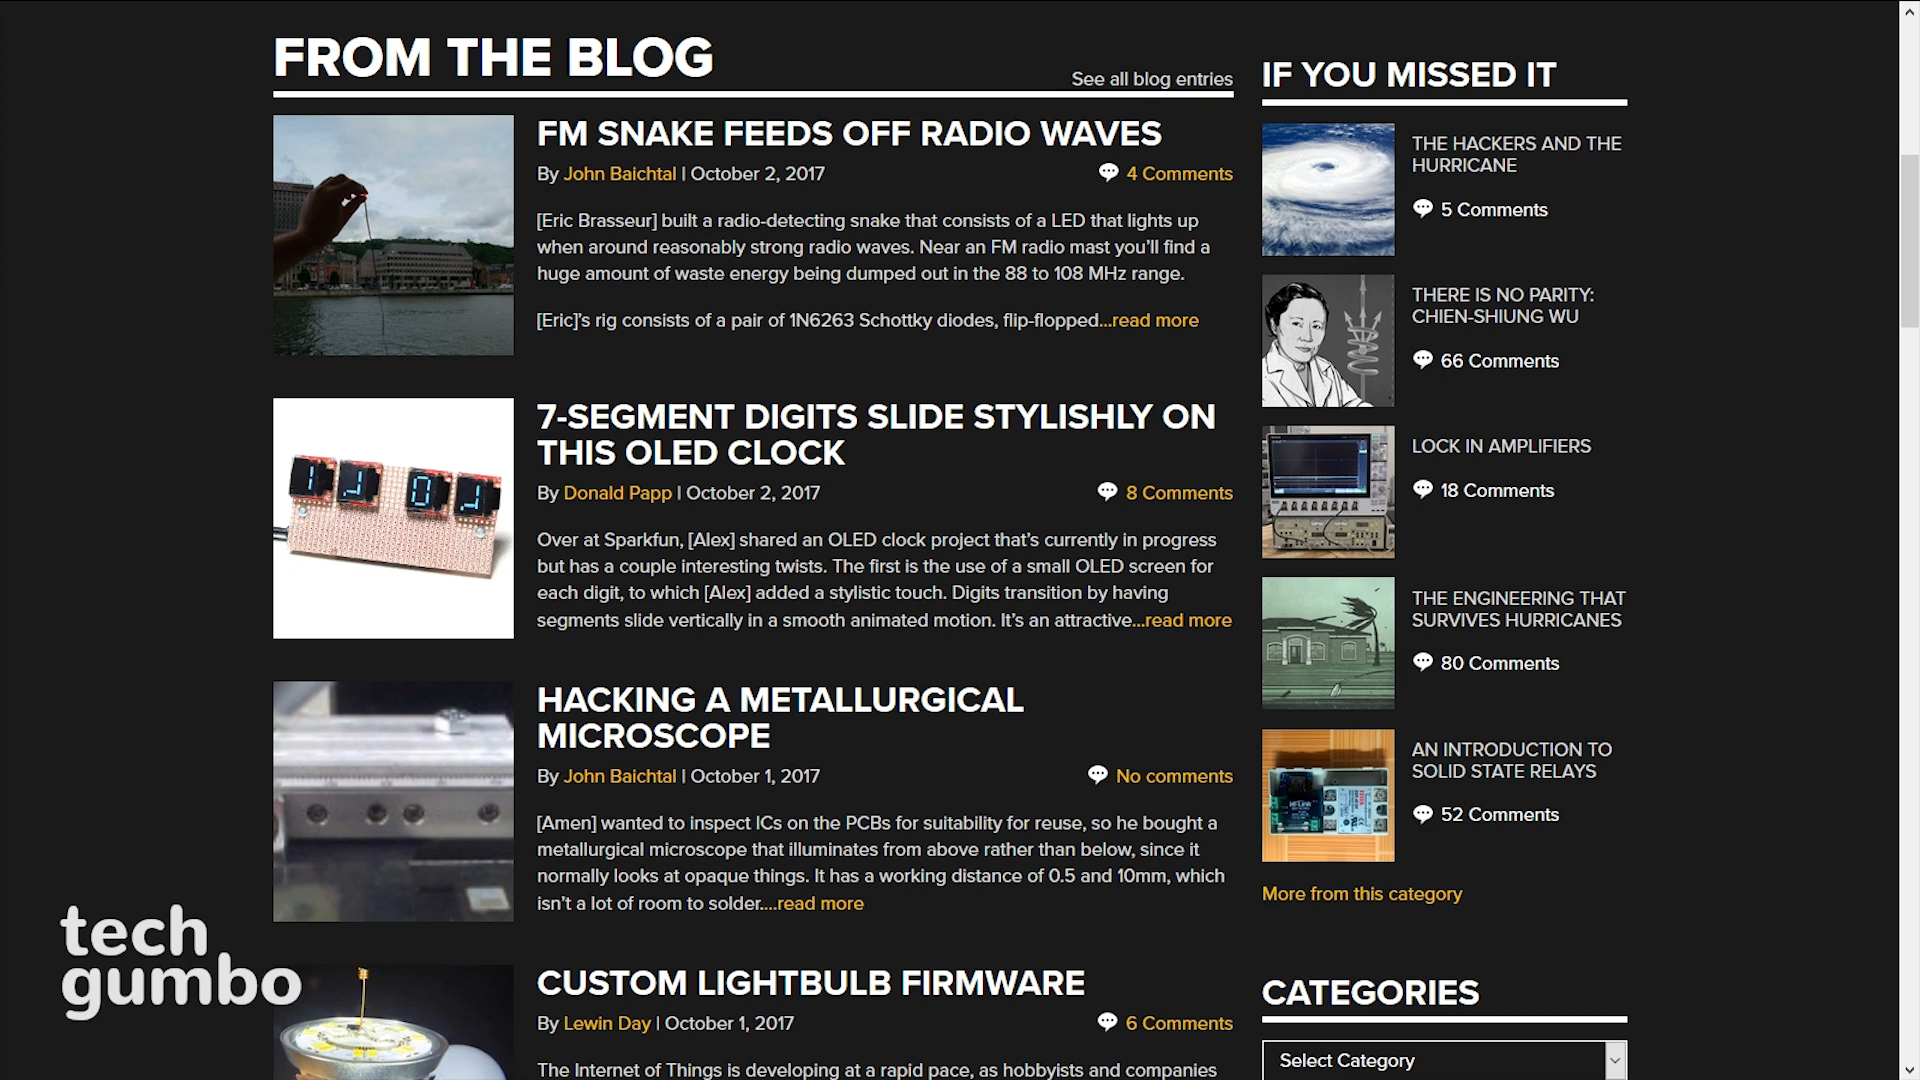 FROM THE BLOG
See all blog entries
FM SNAKE FEEDS OFF RADIO WAVES
By John Baichtal | October 2, 2017
4 Comments
[Eric Brasseur] built a radio-detecting snake that consists of a LED that lights up
when around reasonably strong radio waves. Near an FM radio mast you’ll find a
huge amount of waste energy being dumped out in the 88 to 108 MHz range.
[Eric]’s rig consists of a pair of 1N6263 Schottky diodes, flip-flopped…read more
7-SEGMENT DIGITS SLIDE STYLISHLY ON
THIS OLED CLOCK
By Donald Papp | October 2, 2017
8 Comments
Over at Sparkfun, [Alex] shared an OLED clock project that’s currently in progress
but has a couple interesting twists. The first is the use of a small OLED screen for
each digit, to which [Alex] added a stylistic touch. Digits transition by having
segments slide vertically in a smooth animated motion. It’s an attractive…read more
HACKING A METALLURGICAL
MICROSCOPE
By John Baichtal | October 1, 2017
No comments
[Amen] wanted to inspect ICs on the PCBs for suitability for reuse, so he bought a
metallurgical microscope that illuminates from above rather than below, since it
normally looks at opaque things. It has a working distance of 0.5 and 10mm, which
isn’t a lot of room to solder.…read more
CUSTOM LIGHTBULB FIRMWARE
By Lewin Day | October 1, 2017
6 Comments
The Internet of Things is developing at a rapid pace, as hobbyists and companies
IF YOU MISSED IT
THE HACKERS AND THE
HURRICANE
5 Comments
THERE IS NO PARITY:
CHIEN-SHIUNG WU
66 Comments
LOCK IN AMPLIFIERS
18 Comments
THE ENGINEERING THAT
SURVIVES HURRICANES
80 Comments
AN INTRODUCTION TO
SOLID STATE RELAYS
52 Comments
More from this category
CATEGORIES
Select Category
tech
gumbo